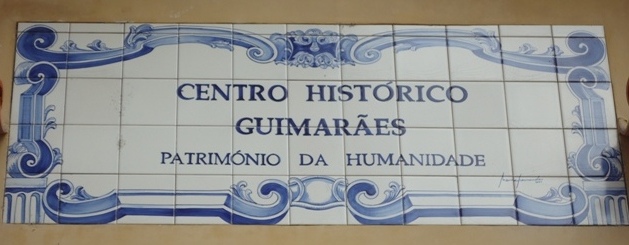 CENTRO HISTÓRICO
GUIMARÃES
PATRIMÓNIO DA HUMANIDADE